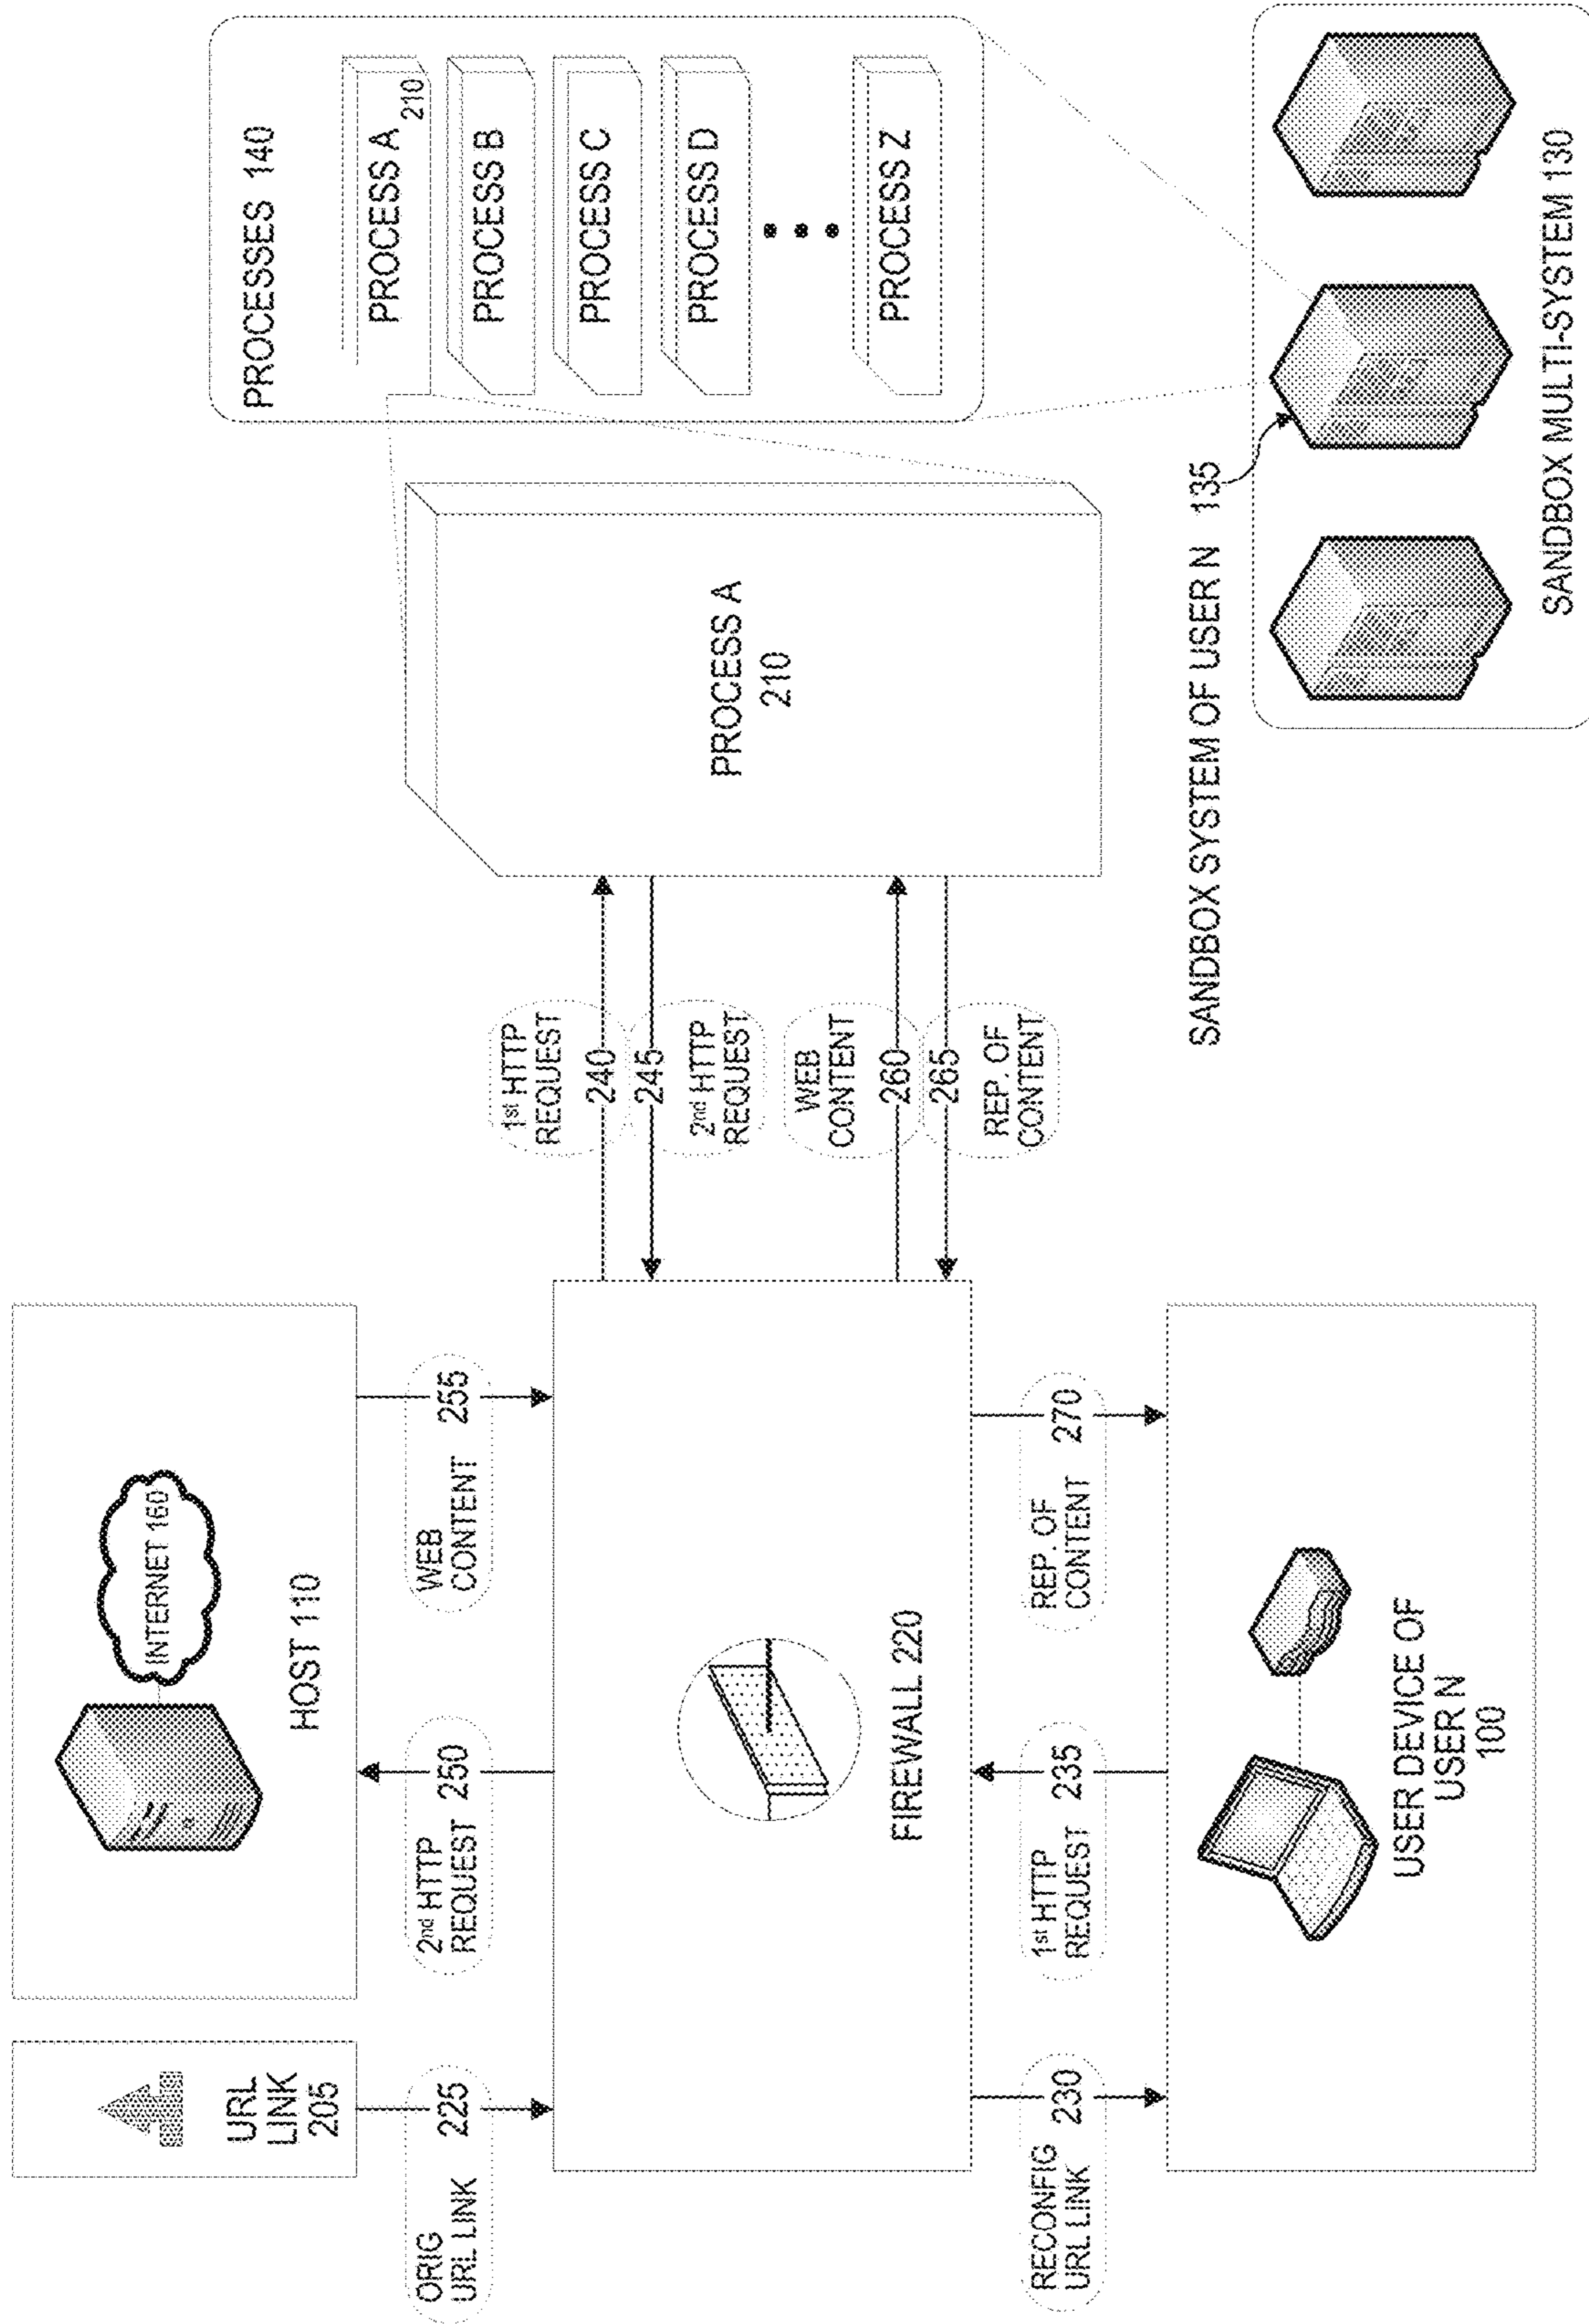 URL
LINK
205
INTERNET 160
HOST 110
ORIG
URL LINK
225
2nd HTTP
REQUEST
250
WEB
CONTENT
255
FIREWALL 220
RECONFIG
URL LINK
230
1st HTTP
REQUEST
235
REP. OF
CONTENT
270
USER DEVICE OF
USER N
100
1st HTTP
REQUEST
240
245
2nd HTTP
REQUEST
WEB
CONTENT
260
265
REP. OF
CONTENT
PROCESS A
210
PROCESSES 140
PROCESS A
210
PROCESS B
PROCESS C
PROCESS D
PROCESS Z
SANDBOX SYSTEM OF USER N 135
SANDBOX MULTI-SYSTEM 130